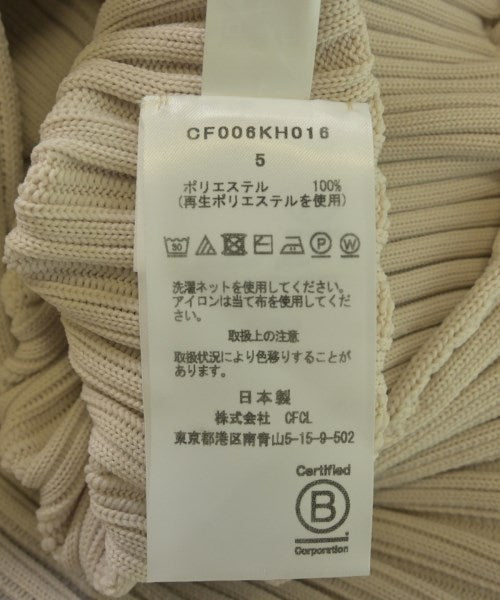 CF006KH016
5
ポリエステル 100%
(再生ポリエステルを使用)
30
P W
洗濯ネットを使用してください。
アイロンは当て布を使用してくだ
さい。
取扱上の注意
取扱状況により色移りすることが
あります。
日本製
株式会社 CFCL
東京都港区南青山5-15-9-502
Certified
B
Corporation